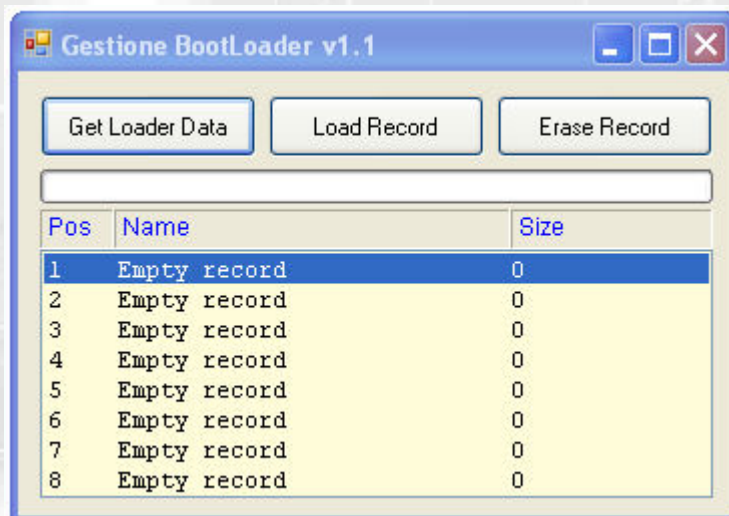 Gestione BootLoader v1.1
Get Loader Data Load Record Erase Record
Pos Name Size
1 Empty record 0
2 Empty record 0
3 Empty record 0
4 Empty record 0
5 Empty record 0
6 Empty record 0
7 Empty record 0
8 Empty record 0